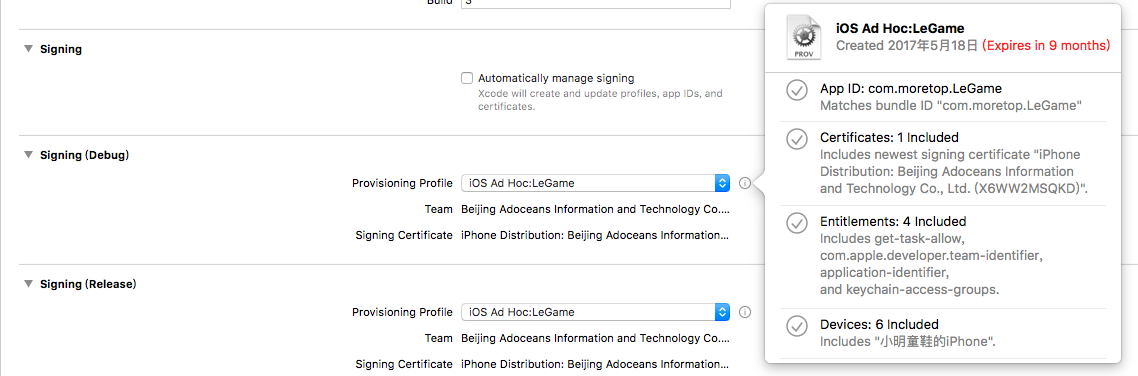 Build
3
Signing
Automatically manage signing
Xcode will create and update profiles, app IDs, and
certificates.
Signing (Debug)
Provisioning Profile
iOS Ad Hoc:LeGame
Team
Beijing Adoceans Information and Technology Co....
Signing Certificate
iPhone Distribution: Beijing Adoceans Information...
Signing (Release)
Provisioning Profile
iOS Ad Hoc:LeGame
Team
Beijing Adoceans Information and Technology Co....
Signing Certificate
iPhone Distribution: Beijing Adoceans Information...
PROV
iOS Ad Hoc:LeGame
Created 2017年5月18日 (Expires in 9 months)
App ID: com.moretop.LeGame
Matches bundle ID "com.moretop.LeGame"
Certificates: 1 Included
Includes newest signing certificate "iPhone
Distribution: Beijing Adoceans Information
and Technology Co., Ltd. (X6WW2MSQKD)".
Entitlements: 4 Included
Includes get-task-allow,
com.apple.developer.team-identifier,
application-identifier,
and keychain-access-groups.
Devices: 6 Included
Includes "小明童鞋的iPhone".